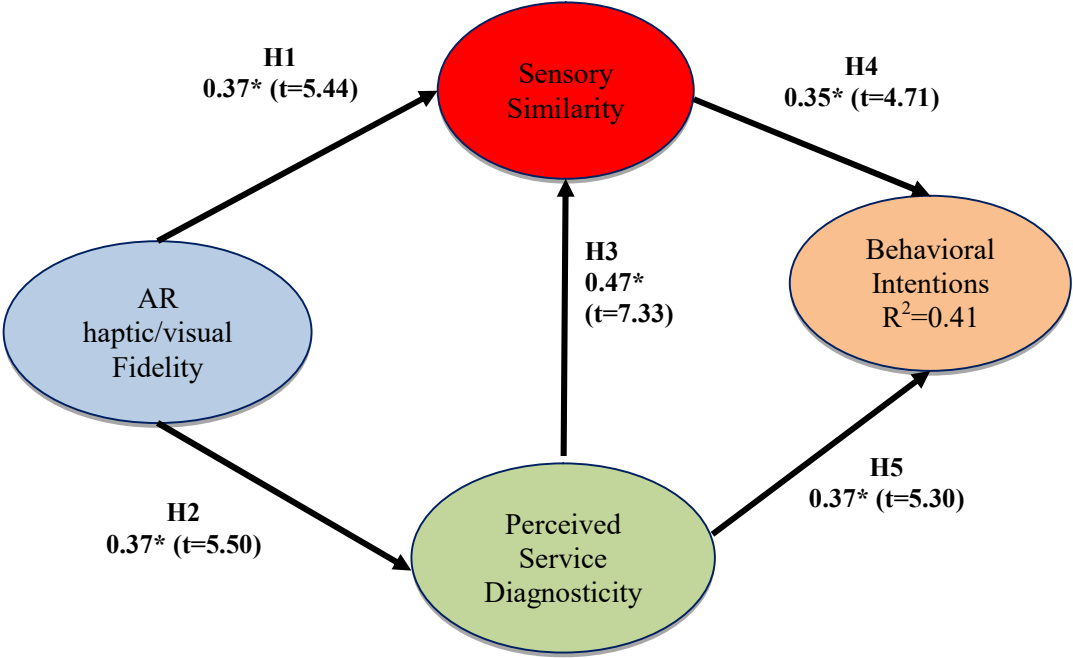 H1
0.37* (t=5.44)
Sensory
Similarity
H4
0.35* (t=4.71)
AR
haptic/visual
Fidelity
H3
0.47*
(t=7.33)
Behavioral
Intentions
R²=0.41
H2
0.37* (t=5.50)
Perceived
Service
Diagnosticity
H5
0.37* (t=5.30)